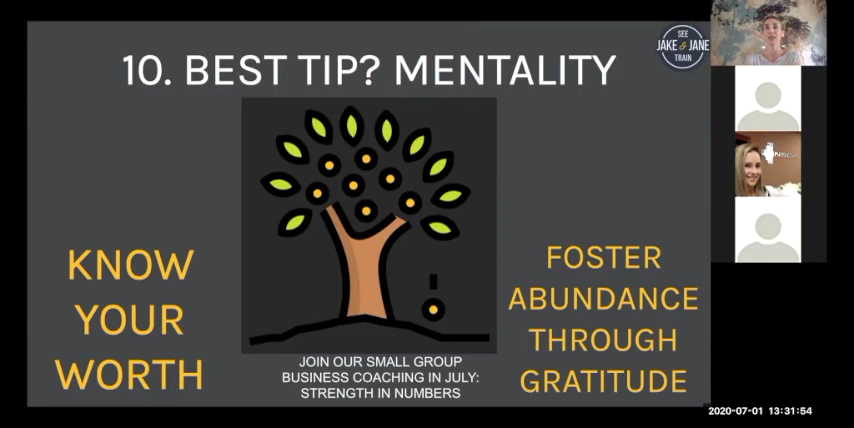 10. BEST TIP? MENTALITY
SEE
JAKE & JANE
TRAIN
NSCA
KNOW
YOUR
WORTH
FOSTER
ABUNDANCE
THROUGH
GRATITUDE
JOIN OUR SMALL GROUP
BUSINESS COACHING IN JULY:
STRENGTH IN NUMBERS
2020-07-01 13:31:54